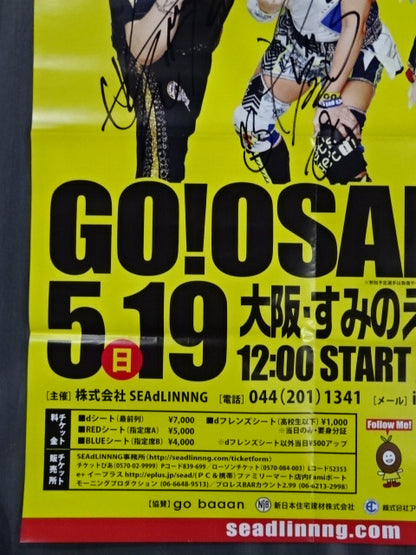 GO!OSA
5.19 日 大阪・すみのえ
12:00 START
[主催] 株式会社 SEAdLINNNG [電話] 044(201)1341 [メール] i
チケット料金
■dシート(最前列) ¥7,000 ■dフレンズシート(高校生以下) ¥1,000
■REDシート(指定席A) ¥5,000 ※当日のみ・要身分証
■BLUEシート(指定席B) ¥4,000 ※dフレンズシート以外当日¥500アップ
チケット販売所
SEAdLINNNG事務所(http://seadlinnng.com/ticketform)
チケットぴあ(0570-02-9999) Pコード839-699/ ローソンチケット(0570-084-003) Lコード52353
e+ イープラス http://eplus.jp/sead/(PC&携帯)ファミリーマート店内Famiポート
モーニングプロダクション (06-6648-9513)/ プロレスBARカウント2.99 (06-6213-2998)
Follow Me!
[協賛] go baaan 新日本住宅建材株式会社 EC 株式会社ア
seadlinnng.com